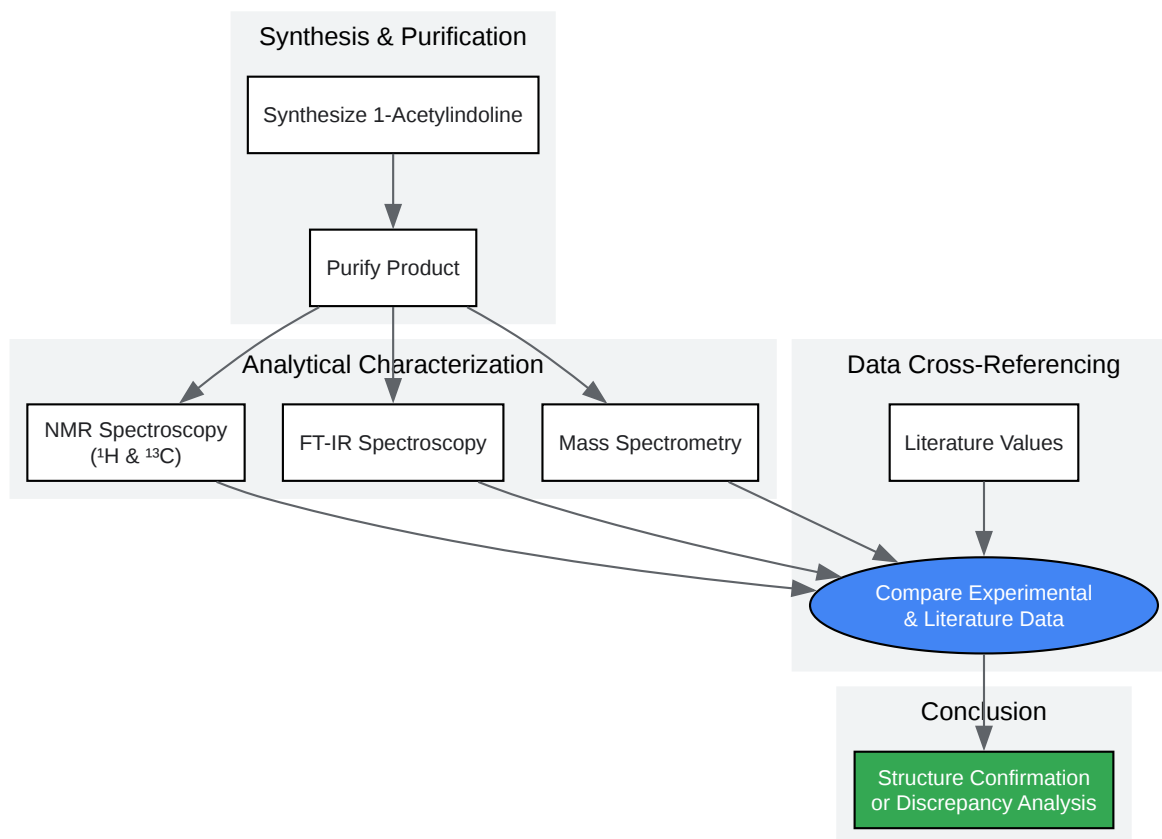 Synthesis & Purification
Synthesize 1-Acetylindoline
Purify Product
Analytical Characterization
NMR Spectroscopy
(¹H & ¹³C)
FT-IR Spectroscopy
Mass Spectrometry
Data Cross-Referencing
Literature Values
Compare Experimental
& Literature Data
Conclusion
Structure Confirmation
or Discrepancy Analysis